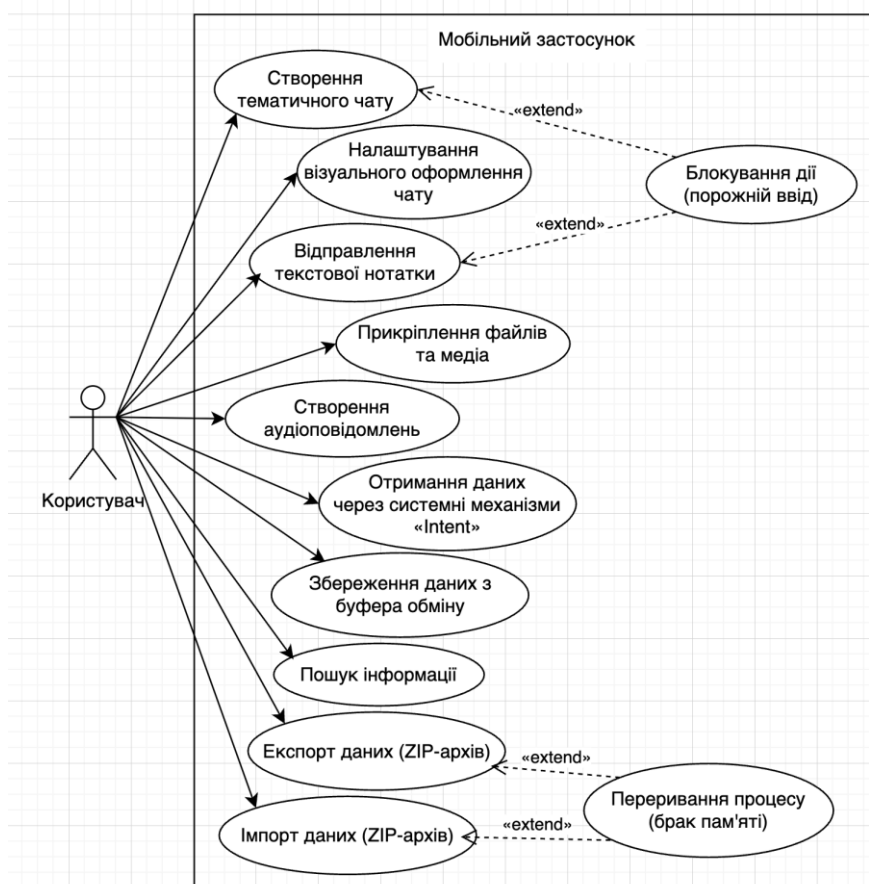 Мобільний застосунок
Створення
тематичного чату
«extend»
Налаштування
візуального оформлення
чату
Блокування дії
(порожній ввід)
«extend»
Відправлення
текстової нотатки
Прикріплення файлів
та медіа
Створення
аудіоповідомлень
Користувач
Отримання даних
через системні механізми
«Intent»
Збереження даних з
буфера обміну
Пошук інформації
Експорт даних (ZIP-архів)
«extend»
Переривання процесу
(брак пам'яті)
«extend»
Імпорт даних (ZIP-архів)